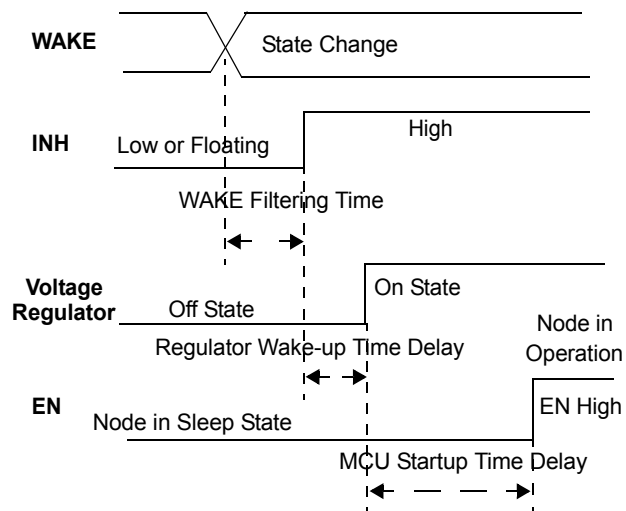 WAKE
State Change
INH
Low or Floating
High
WAKE Filtering Time
Voltage
Regulator
Off State
On State
Regulator Wake-up Time Delay
Node in
Operation
EN
Node in Sleep State
EN High
MCU Startup Time Delay